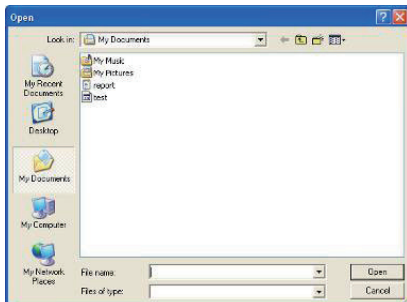 Open
Look in: My Documents
My Music
My Pictures
report
test
My Recent
Documents
Desktop
My Documents
My Computer
My Network
Places
File name:
Open
Files of type:
Cancel